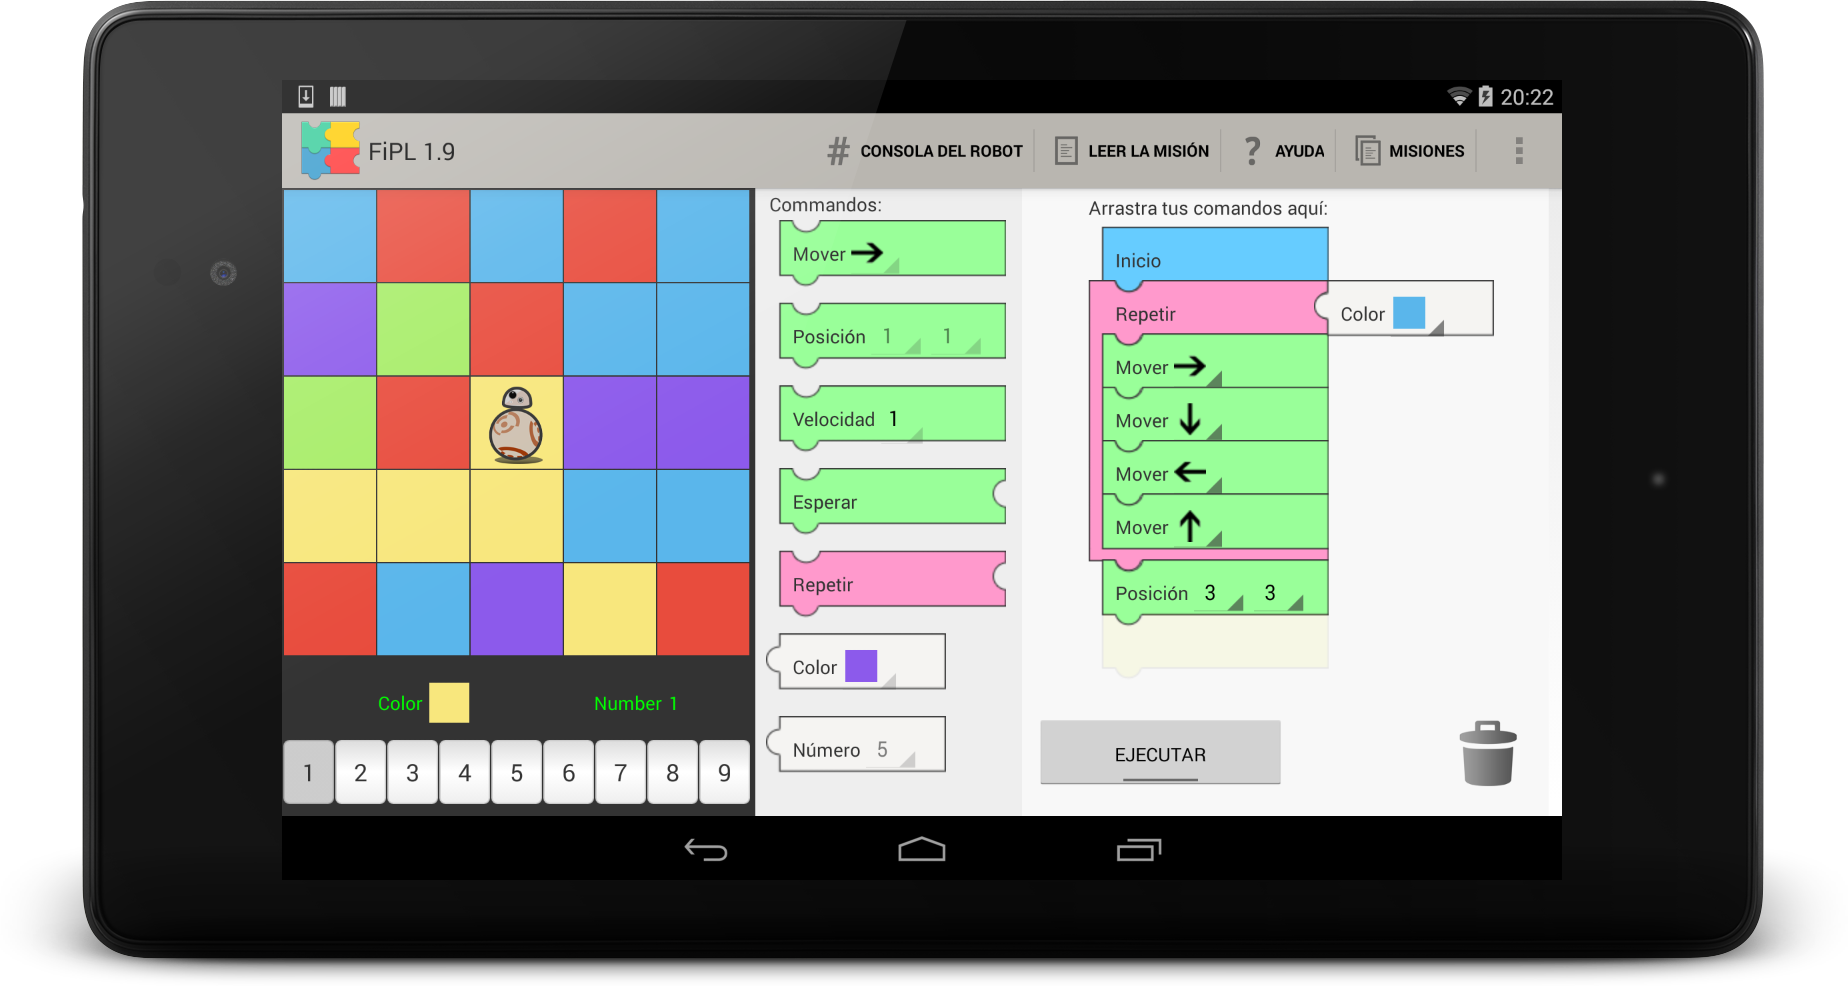 20:22
FiPL 1.9
# CONSOLA DEL ROBOT
LEER LA MISIÓN
? AYUDA
MISIONES
Commandos:
Mover
Posición 1 1
Velocidad 1
Esperar
Repetir
Color
Número 5
Arrastra tus comandos aquí:
Inicio
Repetir
Color
Mover
Mover
Mover
Mover
Posición 3 3
EJECUTAR
Color
Number 1
1 2 3 4 5 6 7 8 9